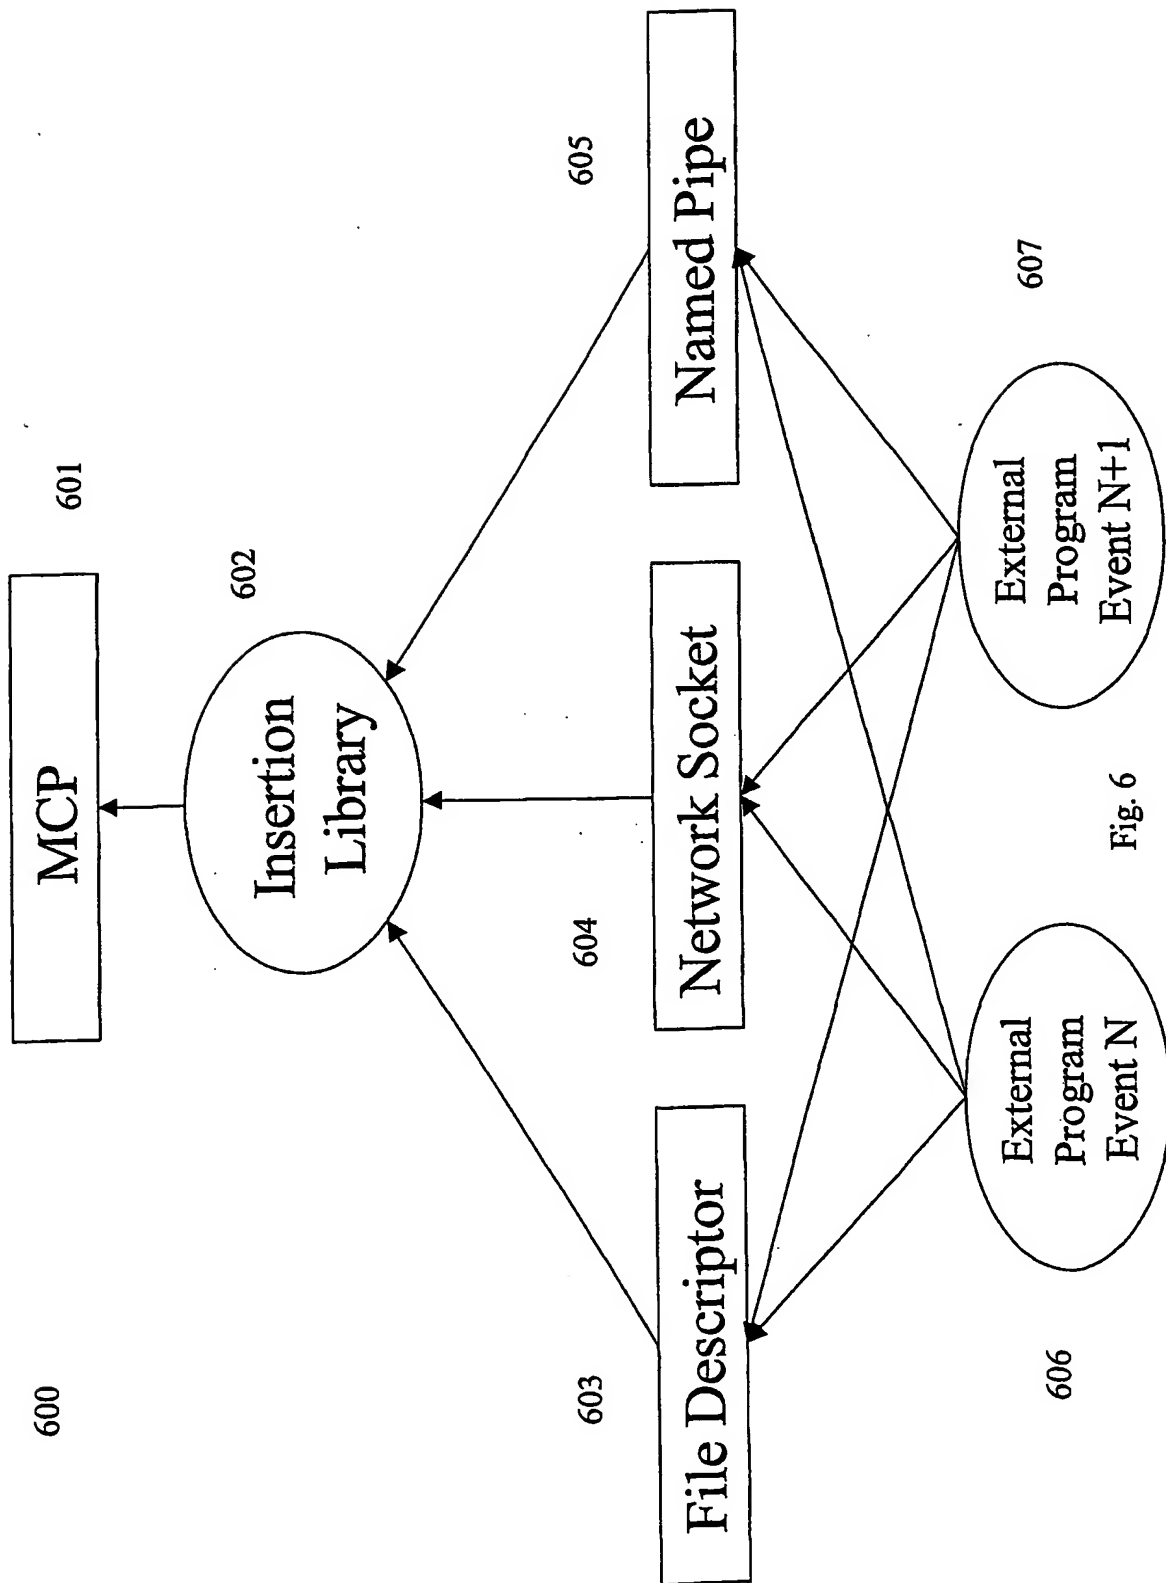 600
MCP
601
Insertion
Library
602
File Descriptor
603
Network Socket
604
Named Pipe
605
External
Program
Event N
606
External
Program
Event N+1
607
Fig. 6